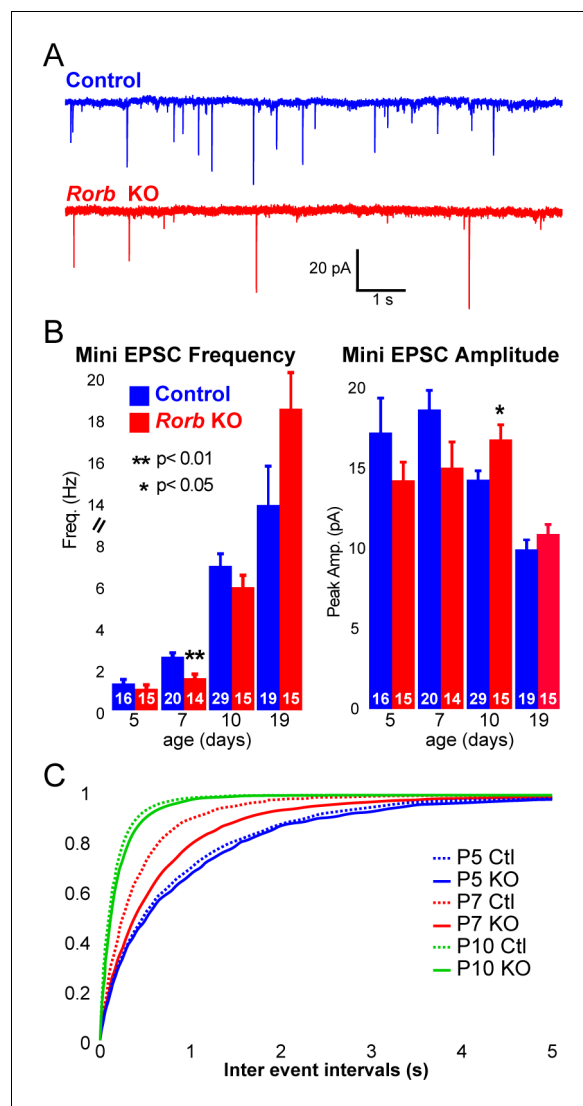 A
Control
Rorb KO
20 pA
1 s
B
Mini EPSC Frequency
20
18
16
14
8
6
4
2
0
Freq. (Hz)
Control
Rorb KO
** p< 0.01
* p< 0.05
**
16 15 20 14 29 15 19 15
5 7 10 19
age (days)
Mini EPSC Amplitude
20
15
10
5
0
Peak Amp. (pA)
*
16 15 20 14 29 15 19 15
5 7 10 19
age (days)
C
1
0.8
0.6
0.4
0.2
0
P5 Ctl
P5 KO
P7 Ctl
P7 KO
P10 Ctl
P10 KO
0 1 2 3 4 5
Inter event intervals (s)